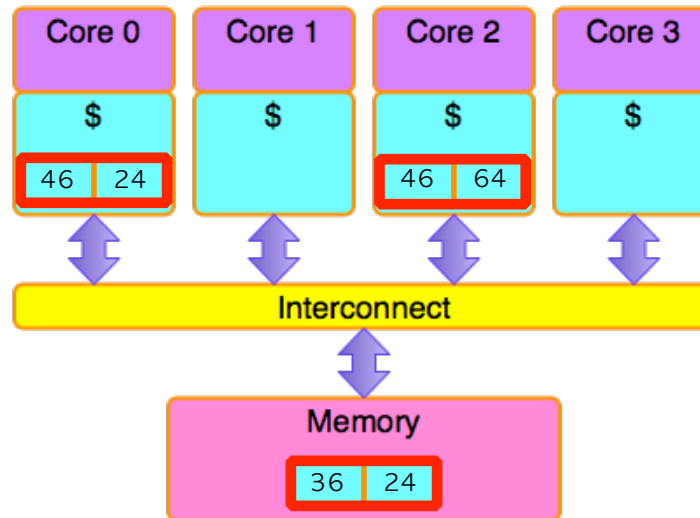 Core 0 Core 1 Core 2 Core 3
$ $ $ $
46 24 46 64
Interconnect
Memory
36 24